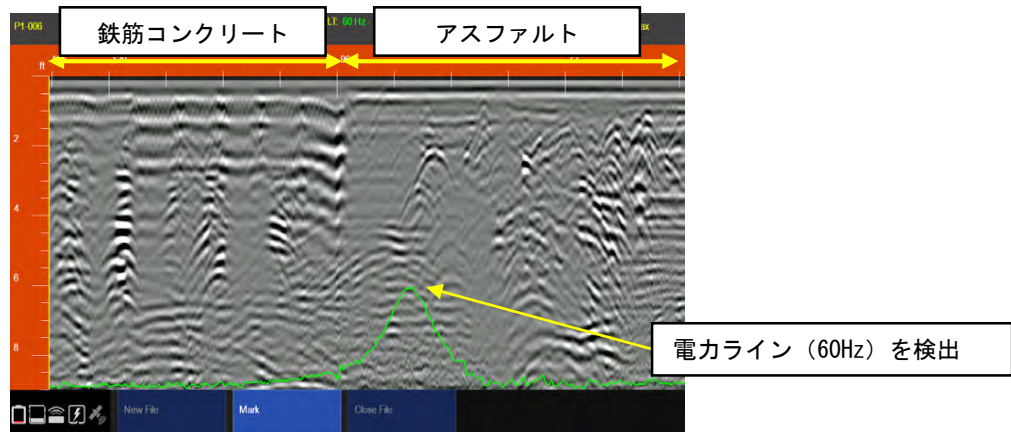 P1-006
鉄筋コンクリート
LT: 60 Hz -
アスファルト
ax
ft
2
4
6
8
電力ライン（60Hz）を検出
New File
Mark
Close File